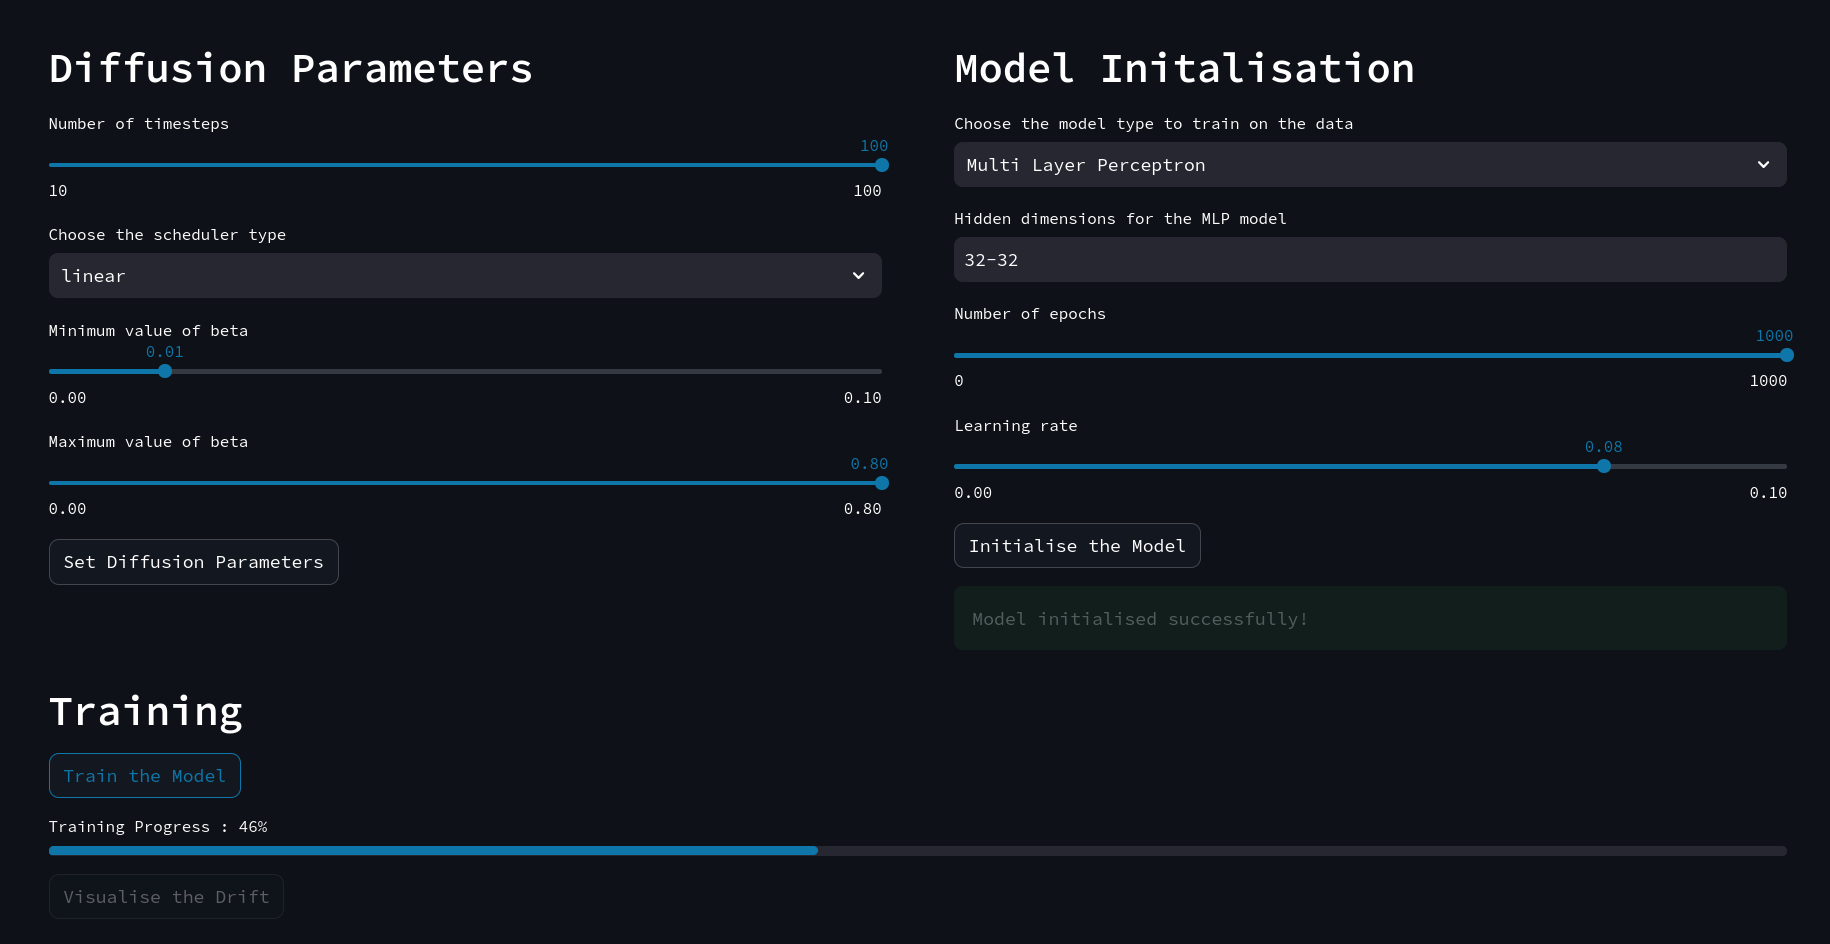 Diffusion Parameters
Number of timesteps
100
10
100
Choose the scheduler type
linear
Minimum value of beta
0.01
0.00
0.10
Maximum value of beta
0.80
0.00
0.80
Set Diffusion Parameters
Model Initalisation
Choose the model type to train on the data
Multi Layer Perceptron
Hidden dimensions for the MLP model
32-32
Number of epochs
1000
0
1000
Learning rate
0.08
0.00
0.10
Initialise the Model
Model initialised successfully!
Training
Train the Model
Training Progress : 46%
Visualise the Drift